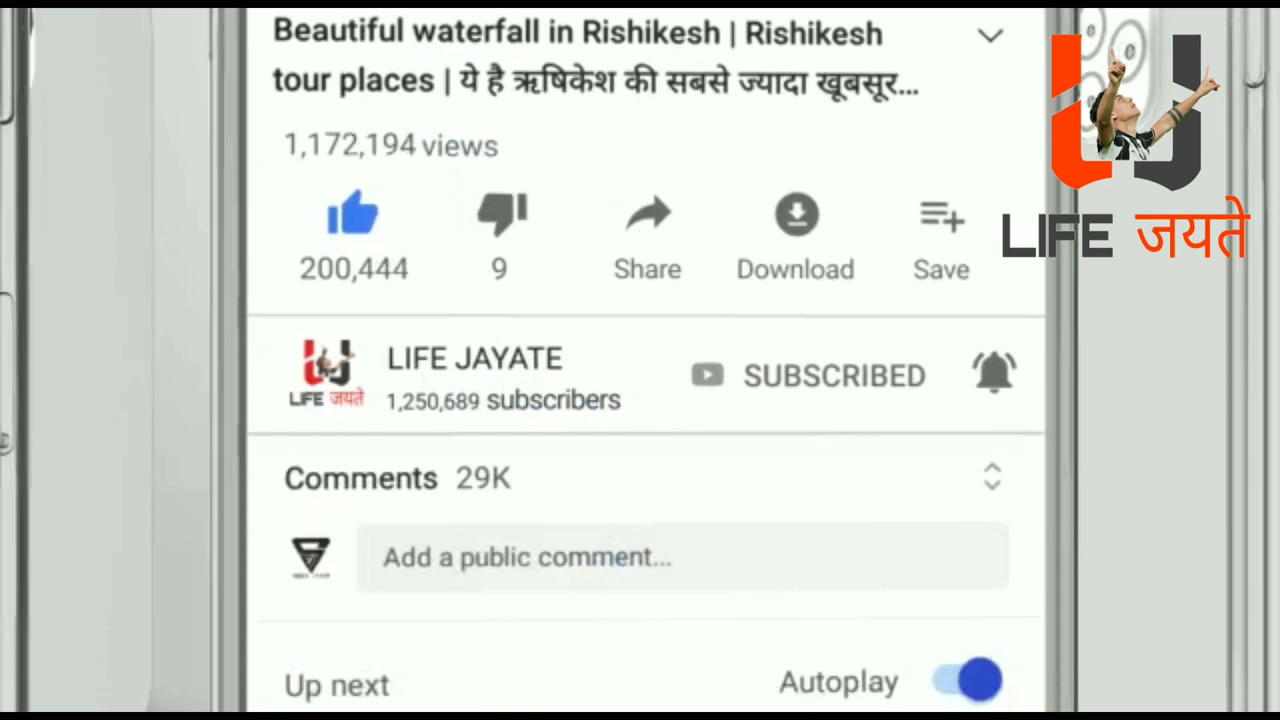 Beautiful waterfall in Rishikesh | Rishikesh
tour places | ये है ऋषिकेश की सबसे ज्यादा खूबसूर...
1,172,194 views
200,444
9
Share
Download
Save
LIFE जयते
LIFE JAYATE
LIFE जयते
1,250,689 subscribers
SUBSCRIBED
Comments 29K
Add a public comment...
Up next
Autoplay